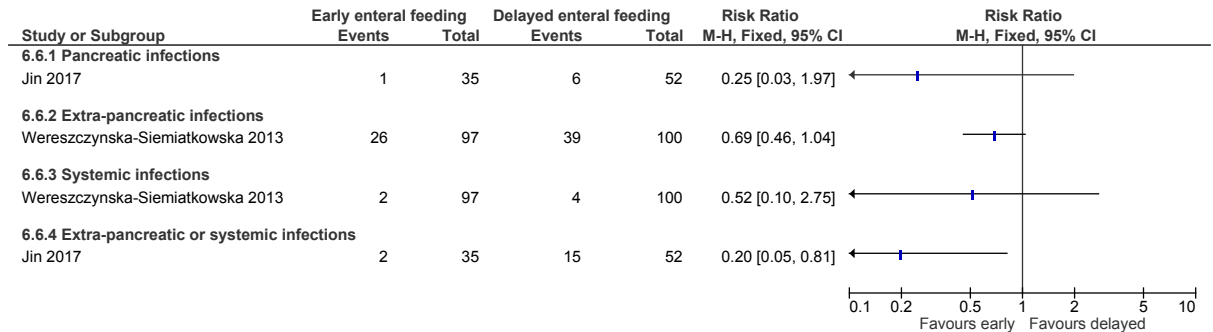 Early enteral feeding Delayed enteral feeding Risk Ratio Risk Ratio
Study or Subgroup Events Total Events Total M-H, Fixed, 95% CI M-H, Fixed, 95% CI
6.6.1 Pancreatic infections
Jin 2017 1 35 6 52 0.25 [0.03, 1.97]
6.6.2 Extra-pancreatic infections
Wereszczynska-Siemiatkowska 2013 26 97 39 100 0.69 [0.46, 1.04]
6.6.3 Systemic infections
Wereszczynska-Siemiatkowska 2013 2 97 4 100 0.52 [0.10, 2.75]
6.6.4 Extra-pancreatic or systemic infections
Jin 2017 2 35 15 52 0.20 [0.05, 0.81]
0.1 0.2 0.5 1 2 5 10
Favours early Favours delayed